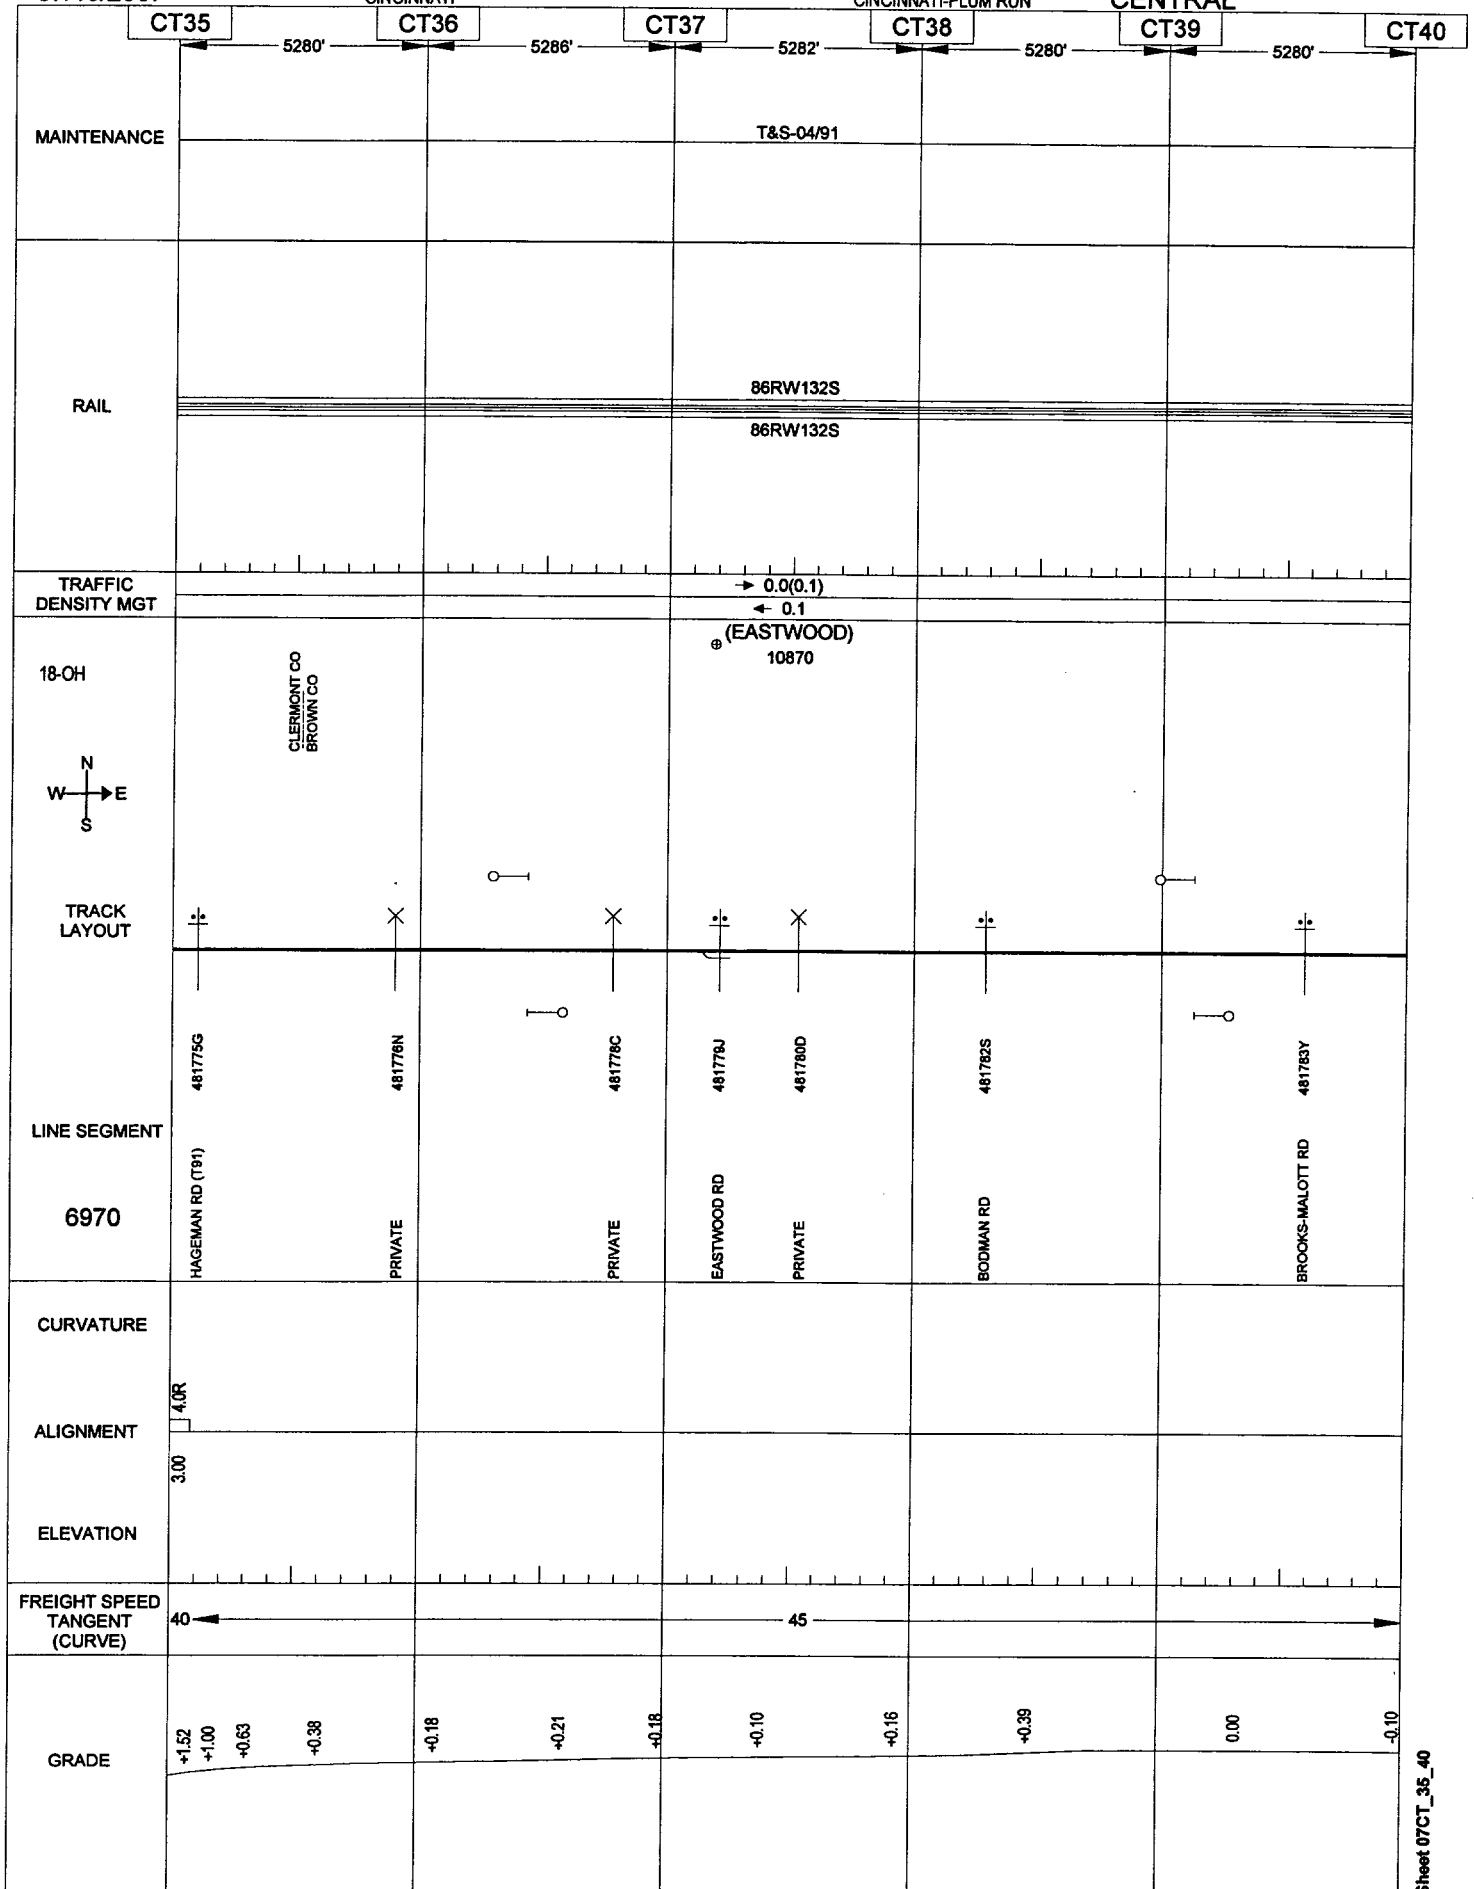 CINCINNATI
CINCINNATI-PLUM RUN
CENTRAL
CT35 CT36 CT37 CT38 CT39 CT40
5280' 5286' 5282' 5280' 5280'
MAINTENANCE
T&S-04/91
RAIL
86RW132S
86RW132S
TRAFFIC
DENSITY MGT
0.0(0.1)
0.1
(EASTWOOD)
10870
18-OH
CLERMONT CO
BROWN CO
N
W E
S
TRACK
LAYOUT
481775G
481776N
481778C
481779J
481780D
481782S
481783Y
LINE SEGMENT
6970
HAGEMAN RD (T91)
PRIVATE
PRIVATE
EASTWOOD RD
PRIVATE
BODMAN RD
BROOKS-MALOTT RD
CURVATURE
4.0R
ALIGNMENT
3.00
ELEVATION
FREIGHT SPEED
TANGENT
(CURVE)
40 45
GRADE
+1.52
+1.00
+0.63
+0.38
+0.18
+0.21
+0.18
+0.10
+0.16
+0.39
0.00
-0.10
Sheet 07CT_35_40